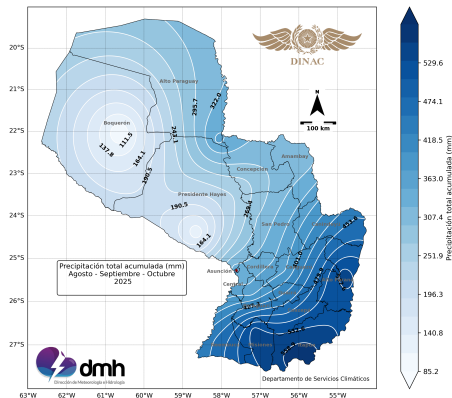 DINAC
20°S
21°S
22°S
23°S
24°S
25°S
26°S
27°S
63°W
62°W
61°W
60°W
59°W
58°W
57°W
56°W
55°W
N
100 km
Alto Paraguay
Boquerón
Amambay
Concepción
Presidente Hayes
San Pedro
Asunción
Cordillera
Central
322.0
295.7
243.1
111.5
137.8
164.1
190.5
190.5
164.1
269.4
Precipitación total acumulada (mm)
Agosto - Septiembre - Octubre
2025
dmh
Dirección de Meteorología e Hidrología
Departamento de Servicios Climáticos
529.6
474.1
418.5
363.0
307.4
251.9
196.3
140.8
85.2
Precipitación total acumulada (mm)